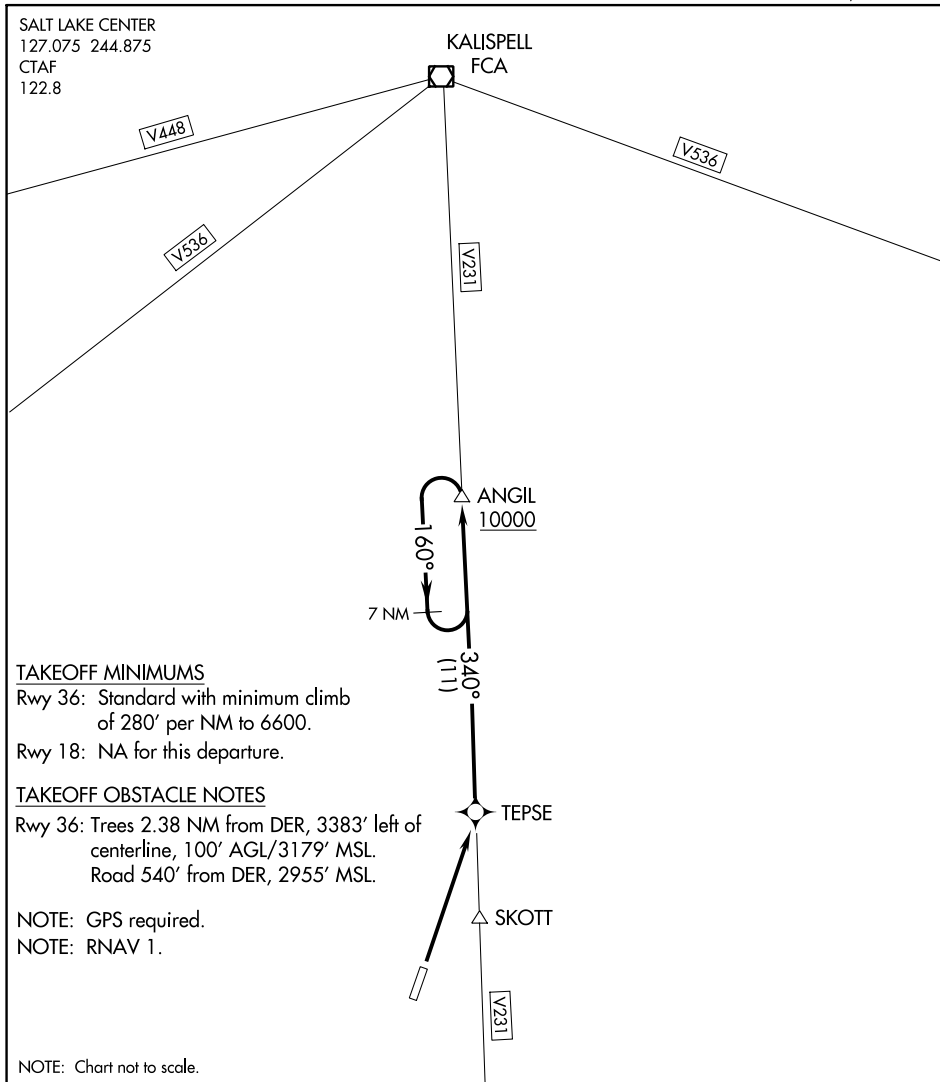 SALT LAKE CENTER
127.075 244.875
CTAF
122.8
KALISPELL
FCA
V448
V536
V536
V231
ANGIL
10000
160°
7 NM
340°
(11)
TAKEOFF MINIMUMS
Rwy 36: Standard with minimum climb
of 280' per NM to 6600.
Rwy 18: NA for this departure.
TAKEOFF OBSTACLE NOTES
Rwy 36: Trees 2.38 NM from DER, 3383' left of
centerline, 100' AGL/3179' MSL.
Road 540' from DER, 2955' MSL.
TEPSE
NOTE: GPS required.
NOTE: RNAV 1.
SKOTT
V231
NOTE: Chart not to scale.